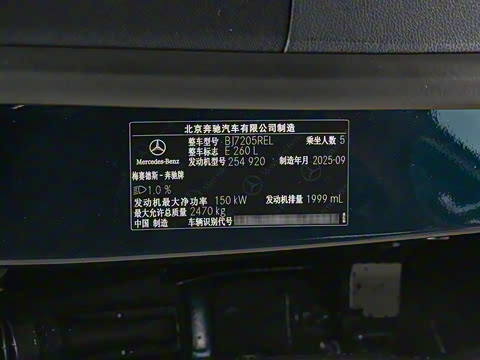 北京奔驰汽车有限公司制造
整车型号 BJ7205REL 乘坐人数 5
整车标志 E 260 L
Mercedes-Benz 发动机型号 254 920 制造年月 2025-09
梅赛德斯-奔驰牌
1.0 %
发动机最大净功率 150 kW 发动机排量 1999 mL
最大允许总质量 2470 kg
中国 制造 车辆识别代号